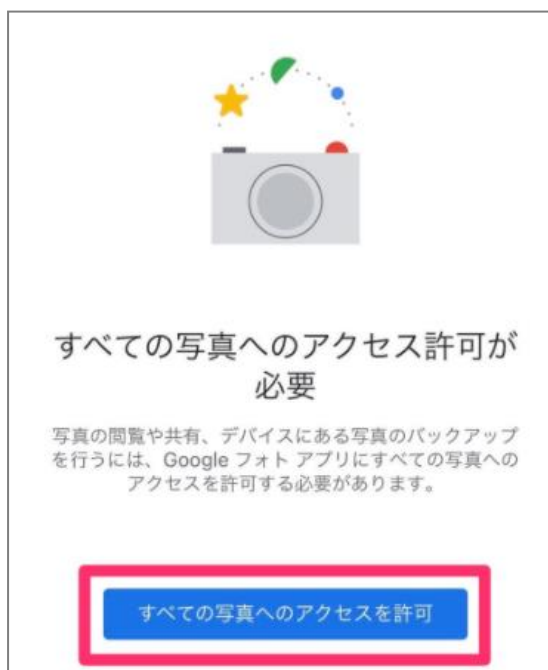 すべての写真へのアクセス許可が
必要
写真の閲覧や共有、デバイスにある写真のバックアップ
を行うには、Google フォト アプリにすべての写真への
アクセスを許可する必要があります。
すべての写真へのアクセスを許可